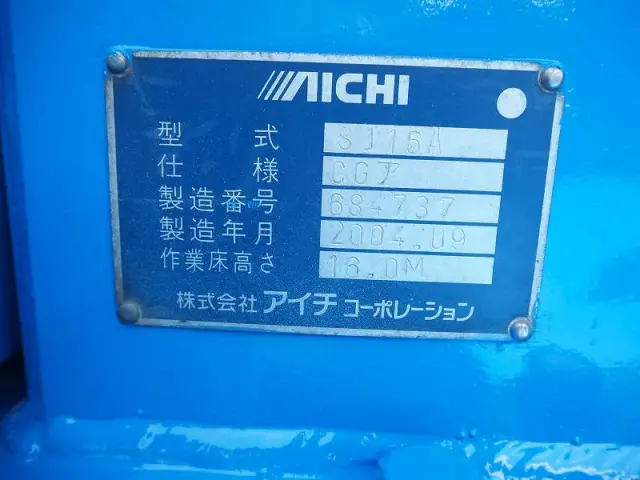 AICHI
型式 SJ16A
仕様 CGア
製造番号 684737
製造年月 2004.09
作業床高さ 16.0M
株式会社 アイチ コーポレーション